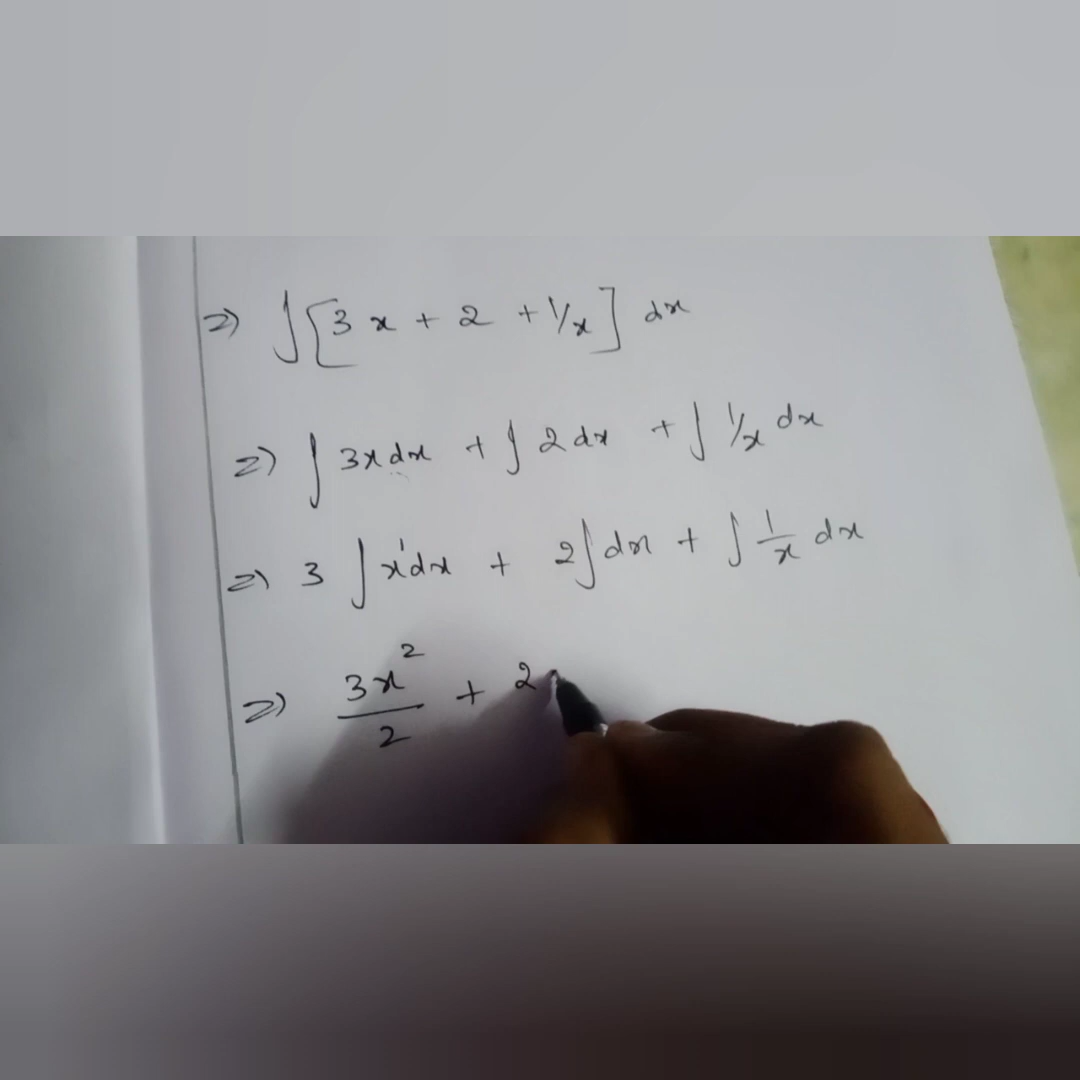 =) ∫[3x + 2 + 1/x] dx
=) ∫ 3x dx + ∫ 2 dx + ∫ 1/x dx
=) 3 ∫ x¹dx + 2∫dx + ∫ 1/x dx
=) 3x²/2 + 2